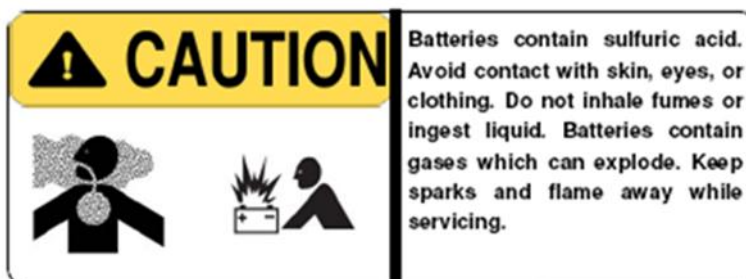 CAUTION
Batteries contain sulfuric acid.
Avoid contact with skin, eyes, or
clothing. Do not inhale fumes or
ingest liquid. Batteries contain
gases which can explode. Keep
sparks and flame away while
servicing.